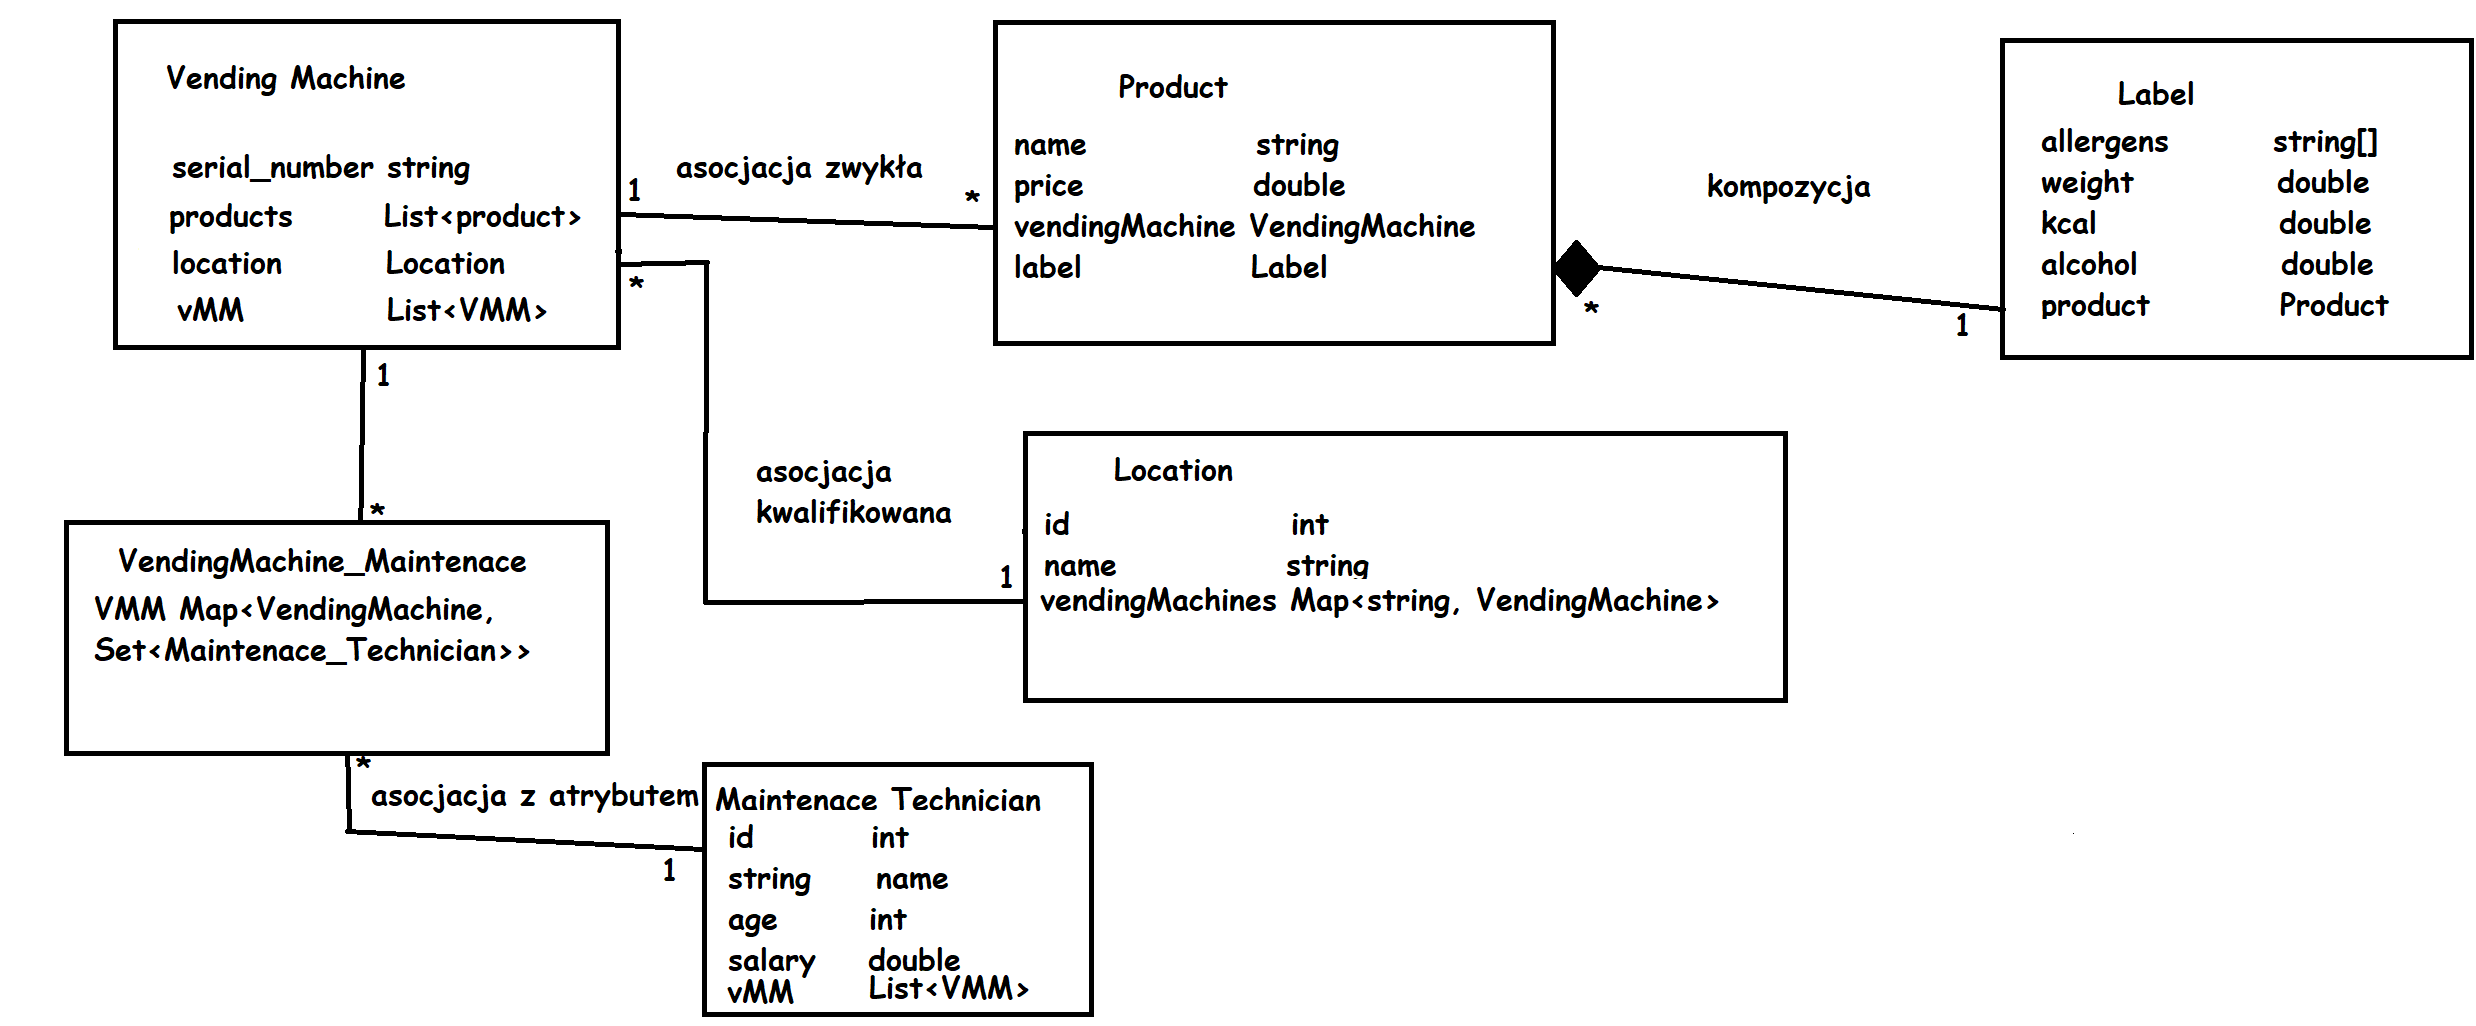 Vending Machine
serial_number string
products List<product>
location Location
vMM List<VMM>
1
asocjacja zwykła
*
Product
name string
price double
vendingMachine VendingMachine
label Label
kompozycja
*
1
Label
allergens string[]
weight double
kcal double
alcohol double
product Product
*
1
*
asocjacja
kwalifikowana
1
Location
id int
name string
vendingMachines Map<string, VendingMachine>
VendingMachine_Maintenace
VMM Map<VendingMachine,
Set<Maintenace_Technician>>
*
asocjacja z atrybutem
1
Maintenace Technician
id int
string name
age int
salary double
vMM List<VMM>